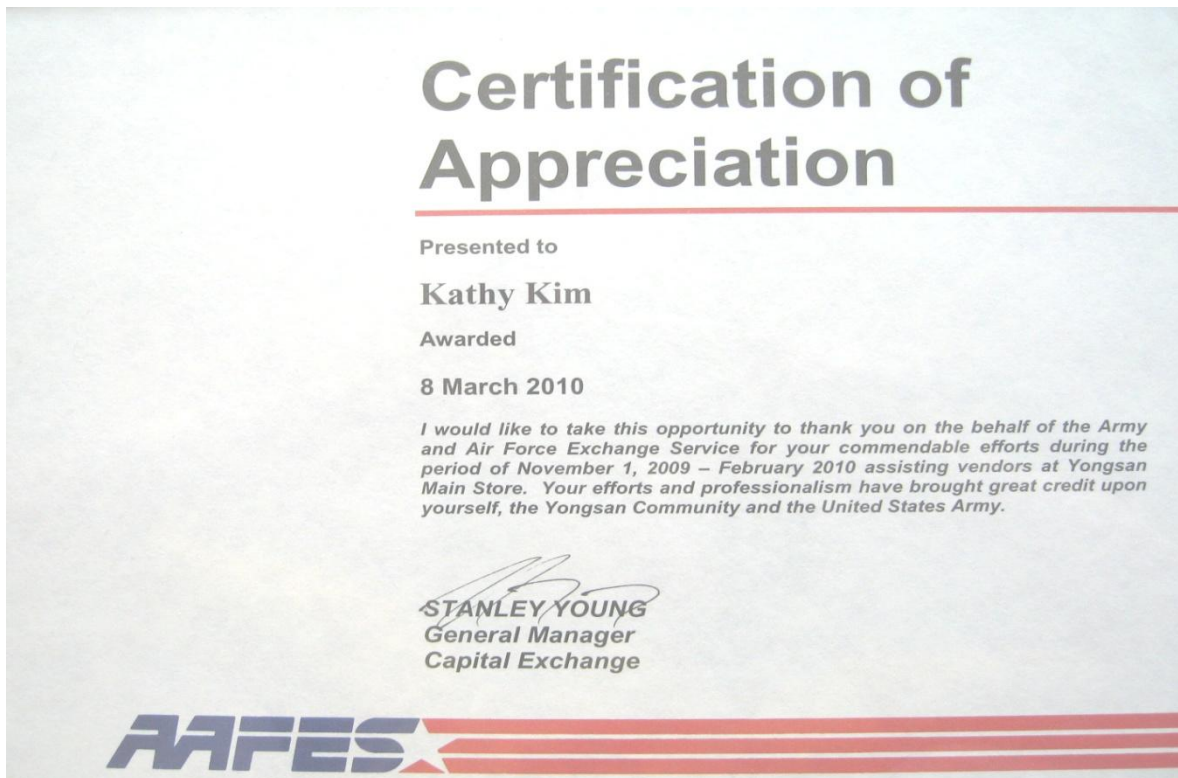 Certification of
Appreciation
Presented to
Kathy Kim
Awarded
8 March 2010
I would like to take this opportunity to thank you on the behalf of the Army
and Air Force Exchange Service for your commendable efforts during the
period of November 1, 2009 – February 2010 assisting vendors at Yongsan
Main Store. Your efforts and professionalism have brought great credit upon
yourself, the Yongsan Community and the United States Army.
STANLEY YOUNG
General Manager
Capital Exchange
AAFES